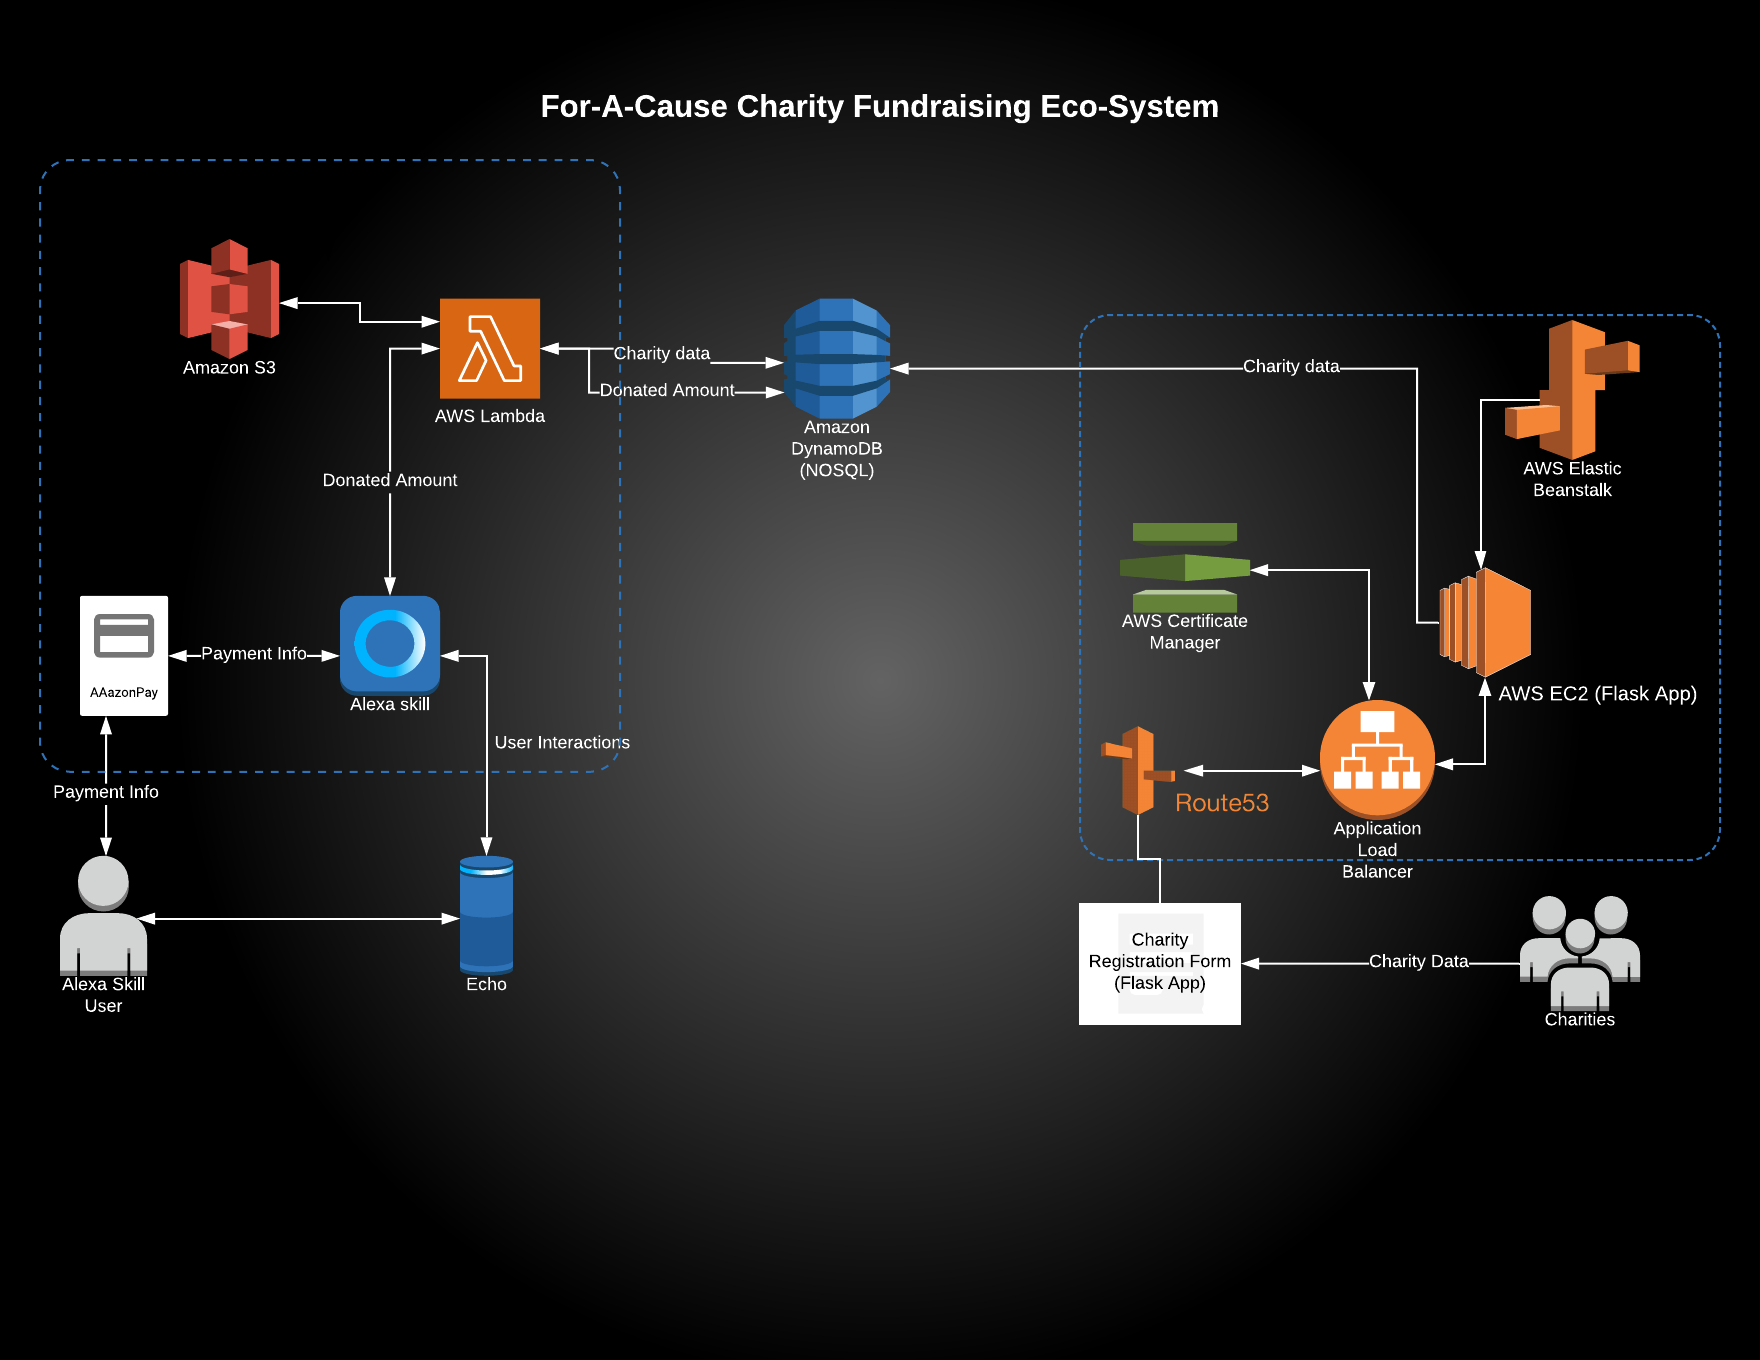 For-A-Cause Charity Fundraising Eco-System
Amazon S3
AWS Lambda
Charity data
Donated Amount
Amazon
DynamoDB
(NOSQL)
Charity data
AWS Elastic
Beanstalk
Donated Amount
AWS Certificate
Manager
AWS EC2 (Flask App)
AAazonPay
Payment Info
Alexa skill
User Interactions
Payment Info
Route53
Application
Load
Balancer
Alexa Skill
User
Echo
Charity
Registration Form
(Flask App)
Charity Data
Charities